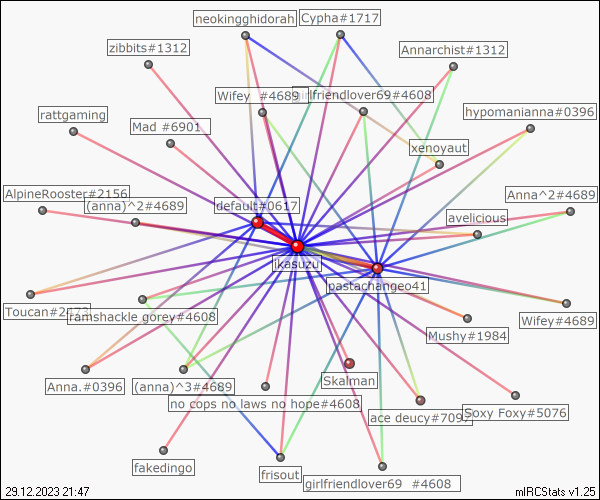 neokingghidorah
Cypha#1717
zibbits#1312
Annarchist#1312
Wifey #4689
girlfriendlover69#4608
rattgaming
Mad #6901
hypomanianna#0396
xenoyaut
AlpineRooster#2156
(anna)^2#4689
default#0617
Anna^2#4689
avelicious
jkasuzu
pastachangeo41
Toucan#2473
ramshackle gorey#4608
Wifey#4689
Mushy#1984
Skalman
Anna.#0396
(anna)^3#4689
no cops no laws no hope#4608
ace deucy#7097
Soxy Foxy#5076
fakedingo
frisout
girlfriendlover69 #4608
29.12.2023 21:47
mIRCStats v1.25